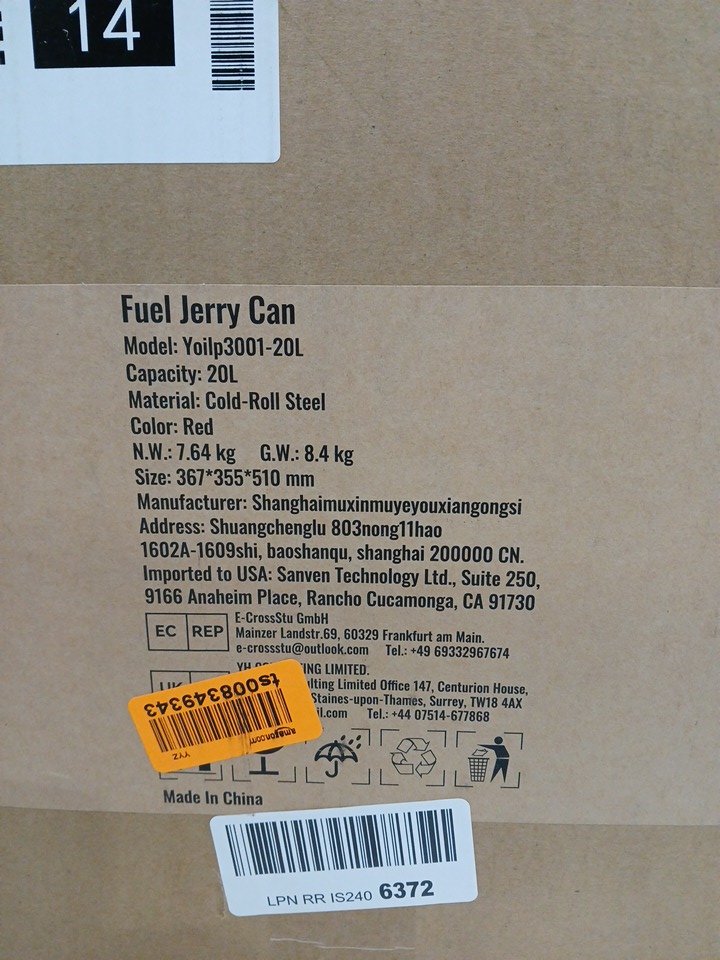 14
Fuel Jerry Can
Model: Yoilp3001-20L
Capacity: 20L
Material: Cold-Roll Steel
Color: Red
N.W.: 7.64 kg G.W.: 8.4 kg
Size: 367*355*510 mm
Manufacturer: Shanghaimuxinmuyeyouxiangongsi
Address: Shuangchenglu 803nong11hao
1602A-1609shi, baoshanqu, shanghai 200000 CN.
Imported to USA: Sanven Technology Ltd., Suite 250,
9166 Anaheim Place, Rancho Cucamonga, CA 91730
EC REP
E-CrossStu GmbH
Mainzer Landstr.69, 60329 Frankfurt am Main.
e-crossstu@outlook.com Tel.: +49 69332967674
YH LIMITED.
Limited Office 147, Centurion House,
Staines-upon-Thames, Surrey, TW18 4AX
Tel.: +44 07514-677868
ts008349343
amazon.com
YYZ
Made In China
LPN RR IS240 6372